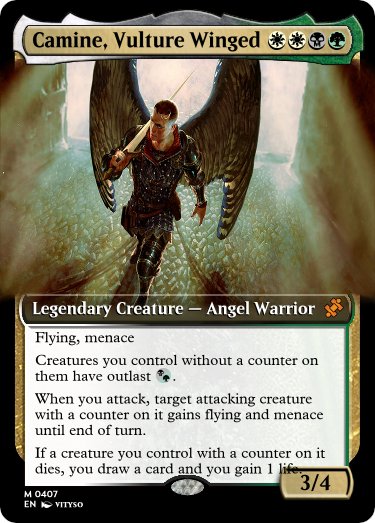 Camine, Vulture Winged
Legendary Creature — Angel Warrior
Flying, menace
Creatures you control without a counter on
them have outlast .
When you attack, target attacking creature
with a counter on it gains flying and menace
until end of turn.
If a creature you control with a counter on it
dies, you draw a card and you gain 1 life.
3/4
M 0407
EN VITYSO